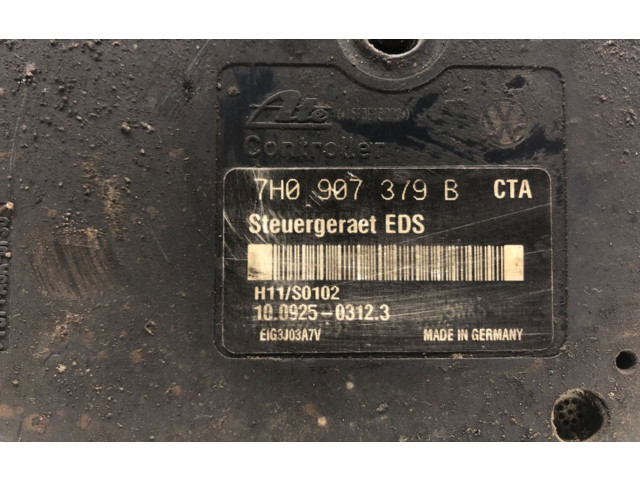 Ate
Controller
7H0 907 379 B CTA
Steuergeraet EDS
H11/S0102
10.0925-0312.3
EIG3J03A7V MADE IN GERMANY